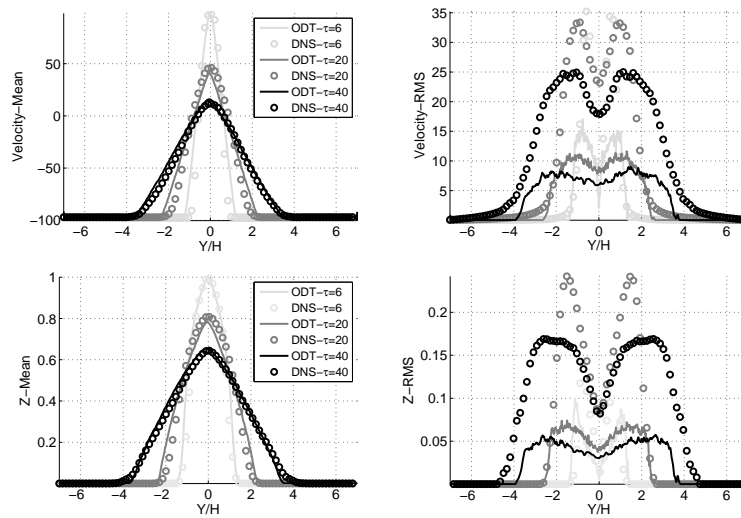 ODT−τ=6
DNS−τ=6
ODT−τ=20
DNS−τ=20
ODT−τ=40
DNS−τ=40
Velocity−Mean
50
0
−50
−100
−6 −4 −2 0 2 4 6
Y/H
Velocity−RMS
35
30
25
20
15
10
5
−6 −4 −2 0 2 4 6
Y/H
ODT−τ=6
DNS−τ=6
ODT−τ=20
DNS−τ=20
ODT−τ=40
DNS−τ=40
Z−Mean
1
0.8
0.6
0.4
0.2
−6 −4 −2 0 2 4 6
Y/H
Z−RMS
0.2
0.15
0.1
0.05
−6 −4 −2 0 2 4 6
Y/H